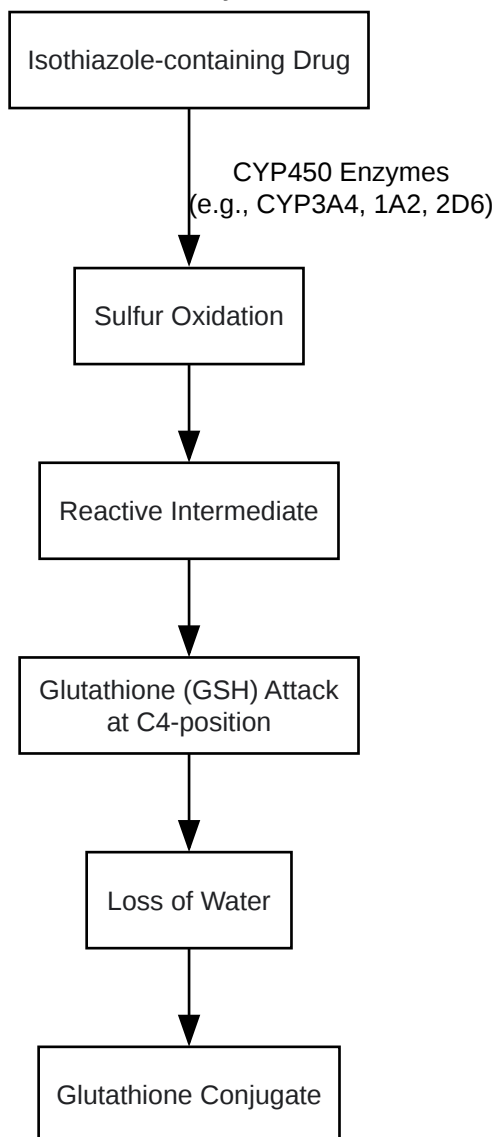 Isothiazole-containing Drug
CYP450 Enzymes
(e.g., CYP3A4, 1A2, 2D6)
Sulfur Oxidation
Reactive Intermediate
Glutathione (GSH) Attack
at C4-position
Loss of Water
Glutathione Conjugate